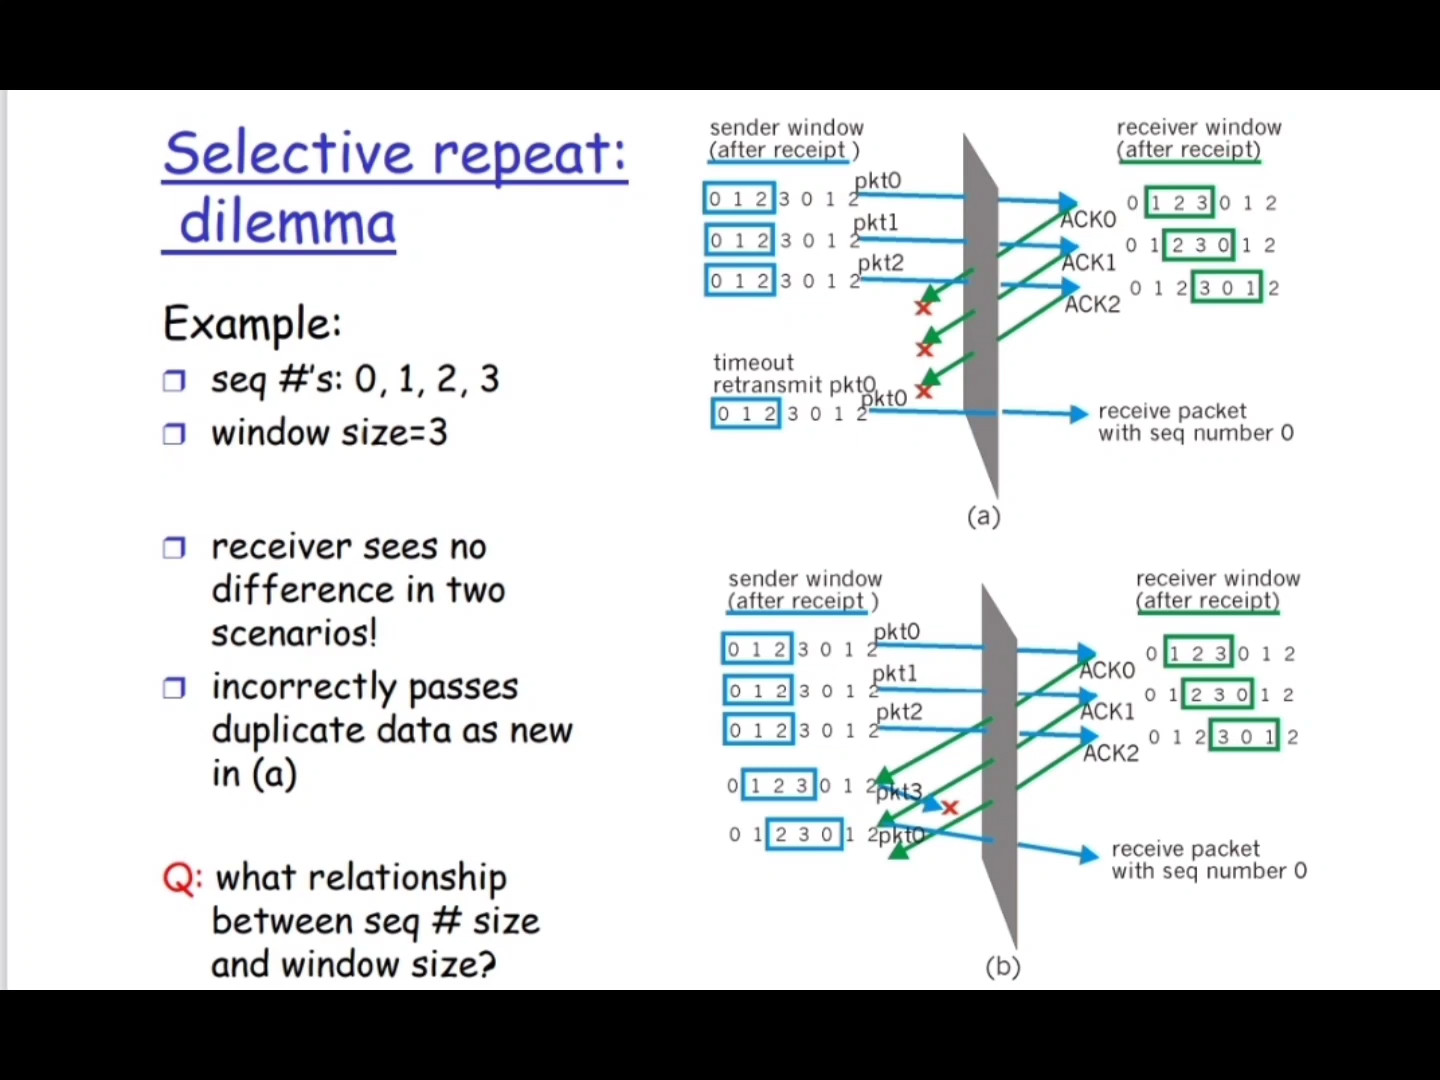 Selective repeat:
dilemma
Example:
seq #'s: 0, 1, 2, 3
window size=3
receiver sees no
difference in two
scenarios!
incorrectly passes
duplicate data as new
in (a)
Q: what relationship
between seq # size
and window size?
sender window
(after receipt )
receiver window
(after receipt)
0 1 2 3 0 1 2
pkt0
ACK0
0 1 2 3 0 1 2
0 1 2 3 0 1 2
pkt1
ACK1
0 1 2 3 0 1 2
0 1 2 3 0 1 2
pkt2
ACK2
0 1 2 3 0 1 2
x
x
x
timeout
retransmit pkt0
0 1 2 3 0 1 2
pkt0
receive packet
with seq number 0
(a)
sender window
(after receipt )
receiver window
(after receipt)
0 1 2 3 0 1 2
pkt0
ACK0
0 1 2 3 0 1 2
0 1 2 3 0 1 2
pkt1
ACK1
0 1 2 3 0 1 2
0 1 2 3 0 1 2
pkt2
ACK2
0 1 2 3 0 1 2
0 1 2 3 0 1 2
pkt3
x
0 1 2 3 0 1 2
pkt0
receive packet
with seq number 0
(b)